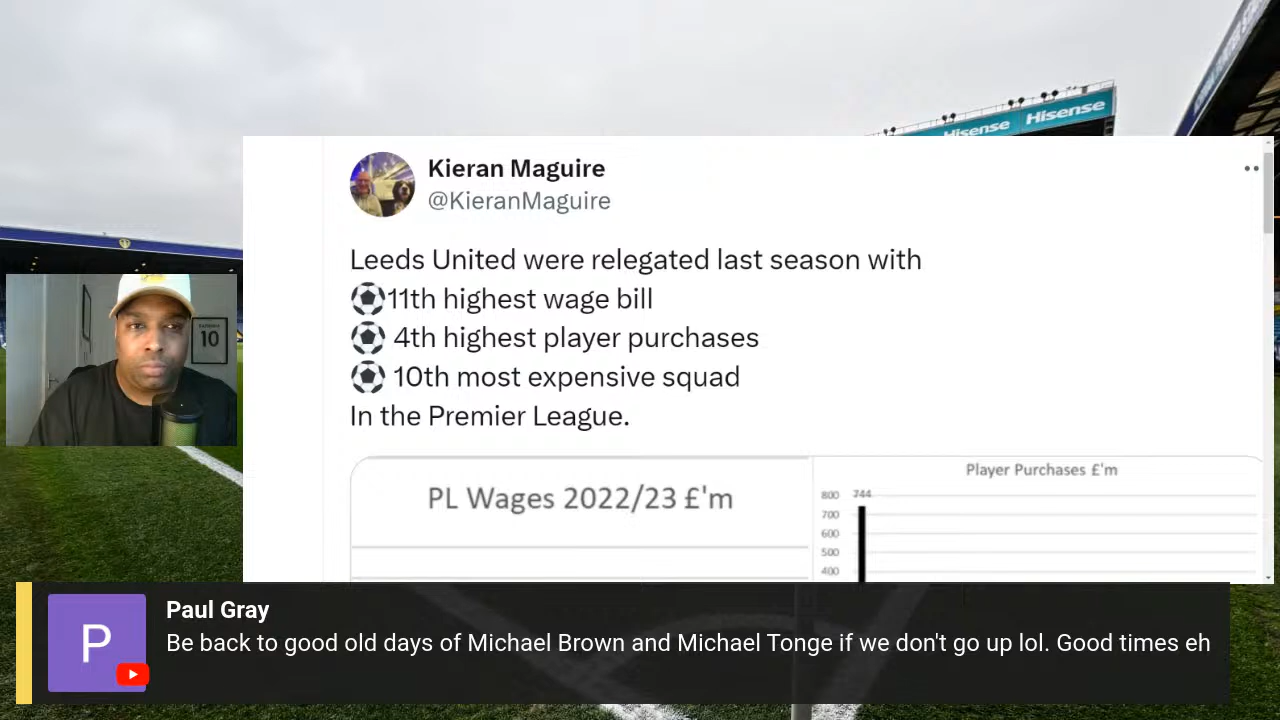 Hisense Hisense
Kieran Maguire
@KieranMaguire
Leeds United were relegated last season with
⚽11th highest wage bill
⚽ 4th highest player purchases
⚽ 10th most expensive squad
In the Premier League.
PL Wages 2022/23 £'m
Player Purchases £'m
800 744
700
600
500
400
10
P
Paul Gray
Be back to good old days of Michael Brown and Michael Tonge if we don't go up lol. Good times eh